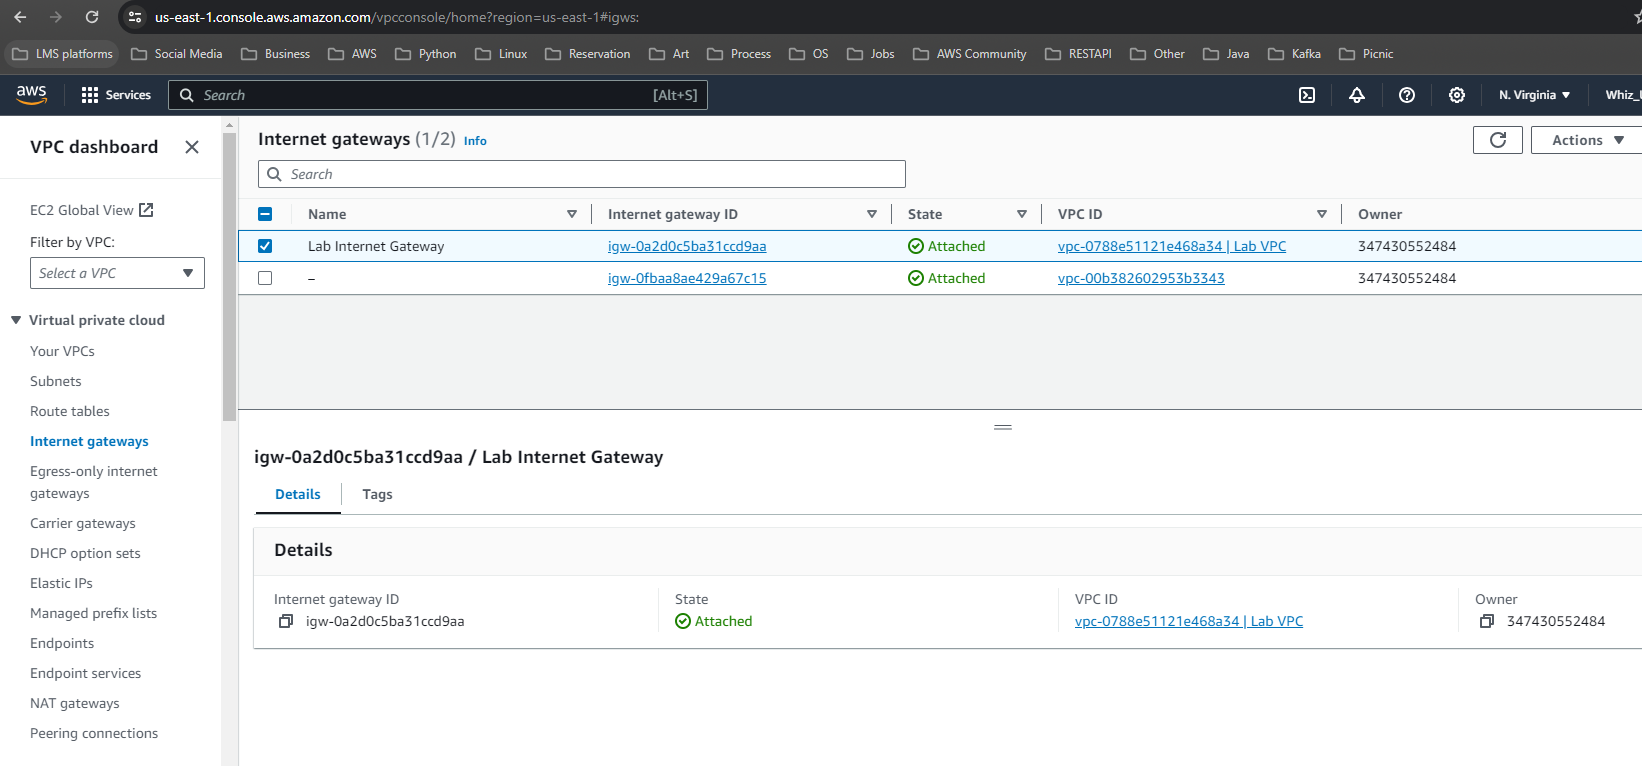 us-east-1.console.aws.amazon.com/vpcconsole/home?region=us-east-1#igws:
LMS platforms Social Media Business AWS Python Linux Reservation Art Process OS Jobs AWS Community RESTAPI Other Java Kafka Picnic
aws Services Search [Alt+S] N. Virginia
VPC dashboard
EC2 Global View
Filter by VPC:
Select a VPC
Virtual private cloud
Your VPCs
Subnets
Route tables
Internet gateways
Egress-only internet
gateways
Carrier gateways
DHCP option sets
Elastic IPs
Managed prefix lists
Endpoints
Endpoint services
NAT gateways
Peering connections
Internet gateways (1/2) Info
Actions
Search
Name Internet gateway ID State VPC ID Owner
Lab Internet Gateway igw-0a2d0c5ba31ccd9aa Attached vpc-0788e51121e468a34 | Lab VPC 347430552484
– igw-0fbaa8ae429a67c15 Attached vpc-00b382602953b3343 347430552484
igw-0a2d0c5ba31ccd9aa / Lab Internet Gateway
Details Tags
Details
Internet gateway ID State VPC ID Owner
igw-0a2d0c5ba31ccd9aa Attached vpc-0788e51121e468a34 | Lab VPC 347430552484